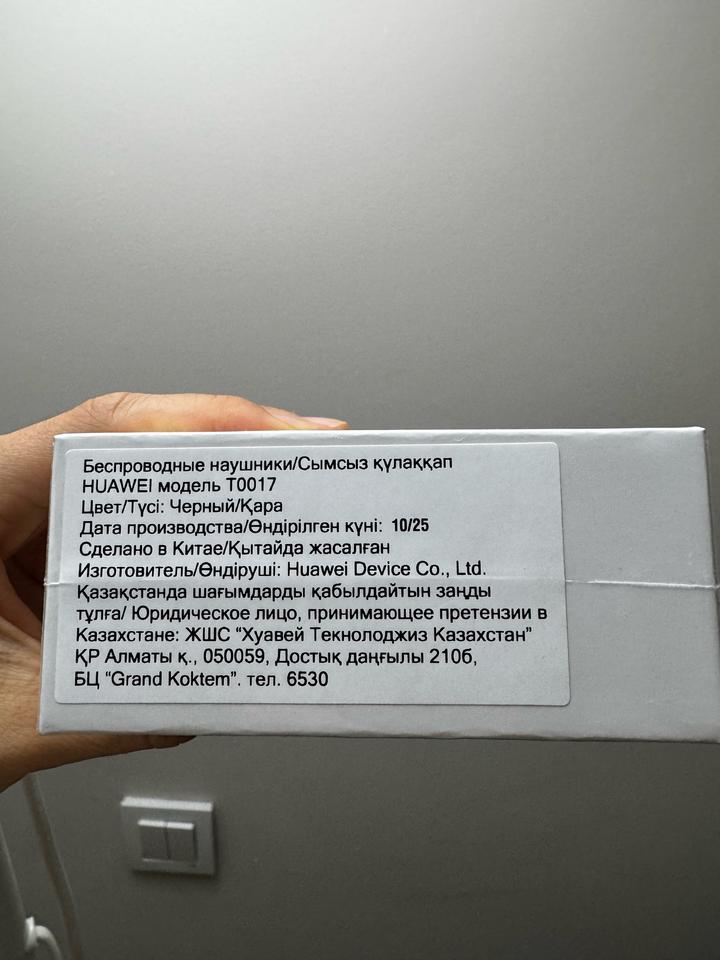 Беспроводные наушники/Сымсыз құлаққап
HUAWEI модель T0017
Цвет/Түсі: Черный/Қара
Дата производства/Өндірілген күні: 10/25
Сделано в Китае/Қытайда жасалған
Изготовитель/Өндіруші: Huawei Device Co., Ltd.
Қазақстанда шағымдарды қабылдайтын заңды
тұлға/ Юридическое лицо, принимающее претензии в
Казахстане: ЖШС “Хуавей Текнолоджиз Казахстан”
ҚР Алматы қ., 050059, Достық даңғылы 210б,
БЦ “Grand Koktem”. тел. 6530